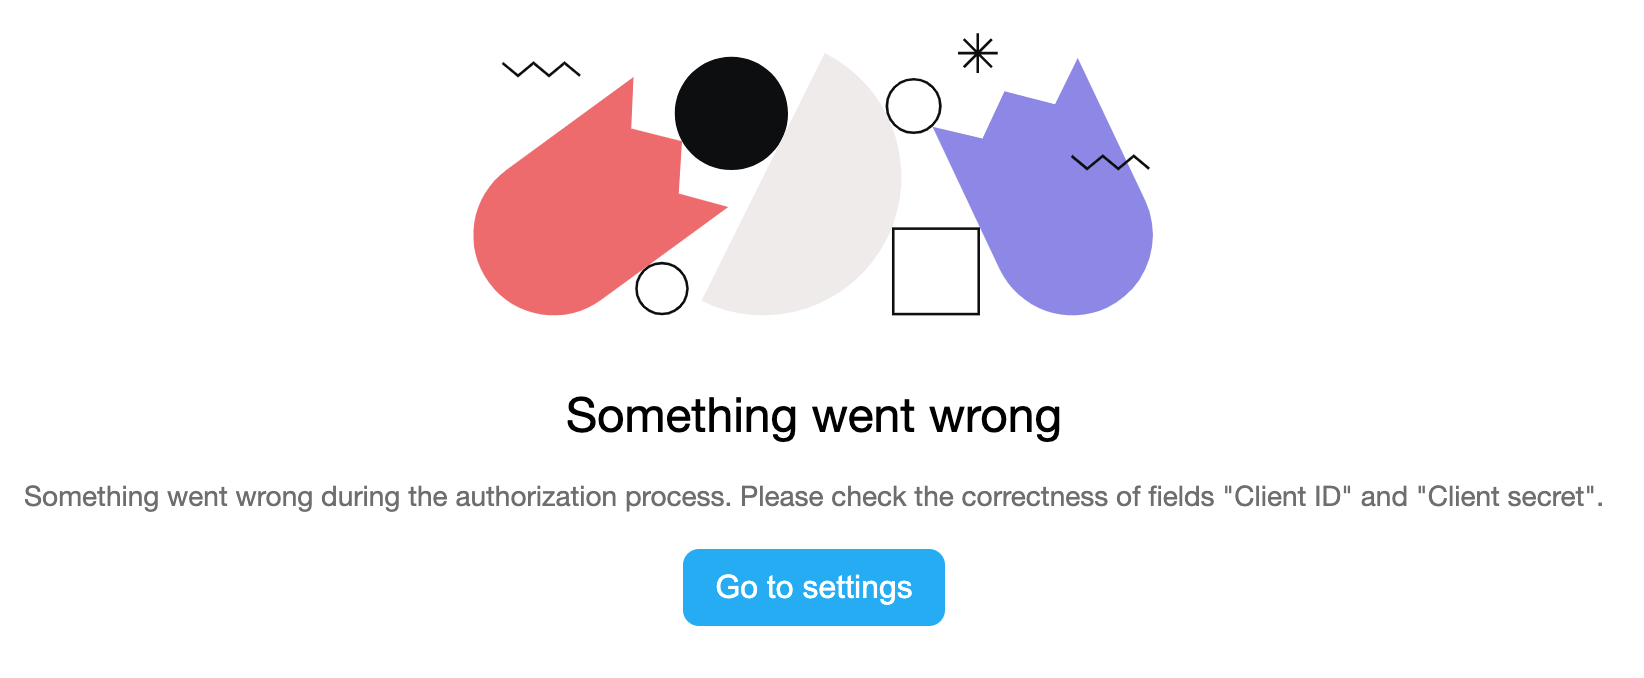 Something went wrong
Something went wrong during the authorization process. Please check the correctness of fields "Client ID" and "Client secret".
Go to settings